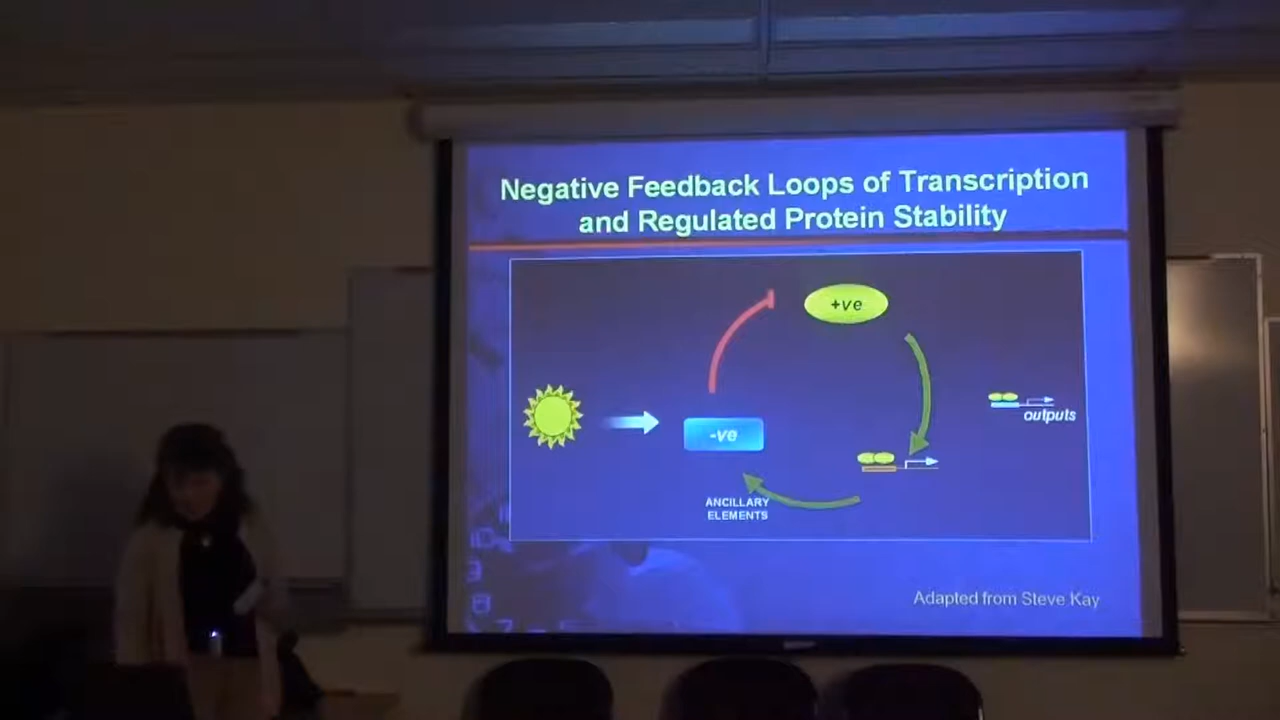 Negative Feedback Loops of Transcription
and Regulated Protein Stability
+ve
-ve
outputs
ANCILLARY
ELEMENTS
Adapted from Steve Kay